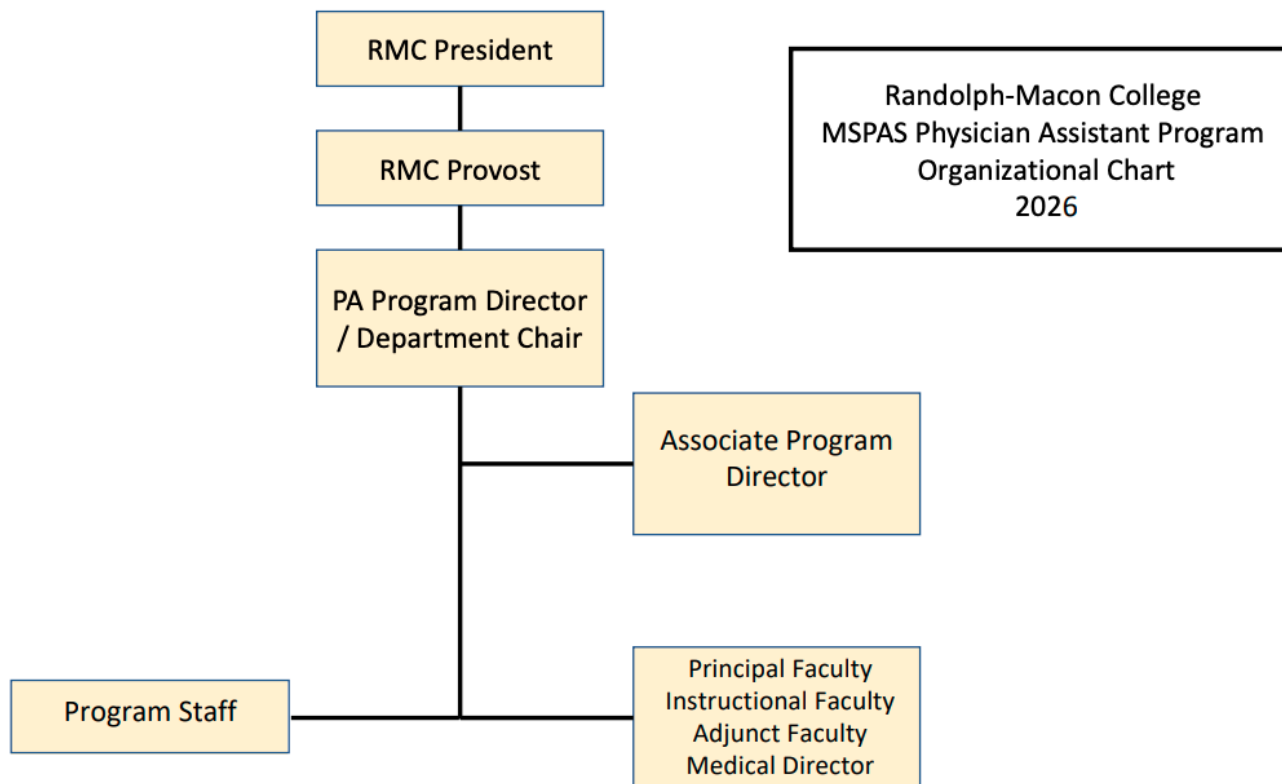 RMC President
Randolph-Macon College
MSPAS Physician Assistant Program
Organizational Chart
2026
RMC Provost
PA Program Director
/ Department Chair
Associate Program
Director
Program Staff
Principal Faculty
Instructional Faculty
Adjunct Faculty
Medical Director